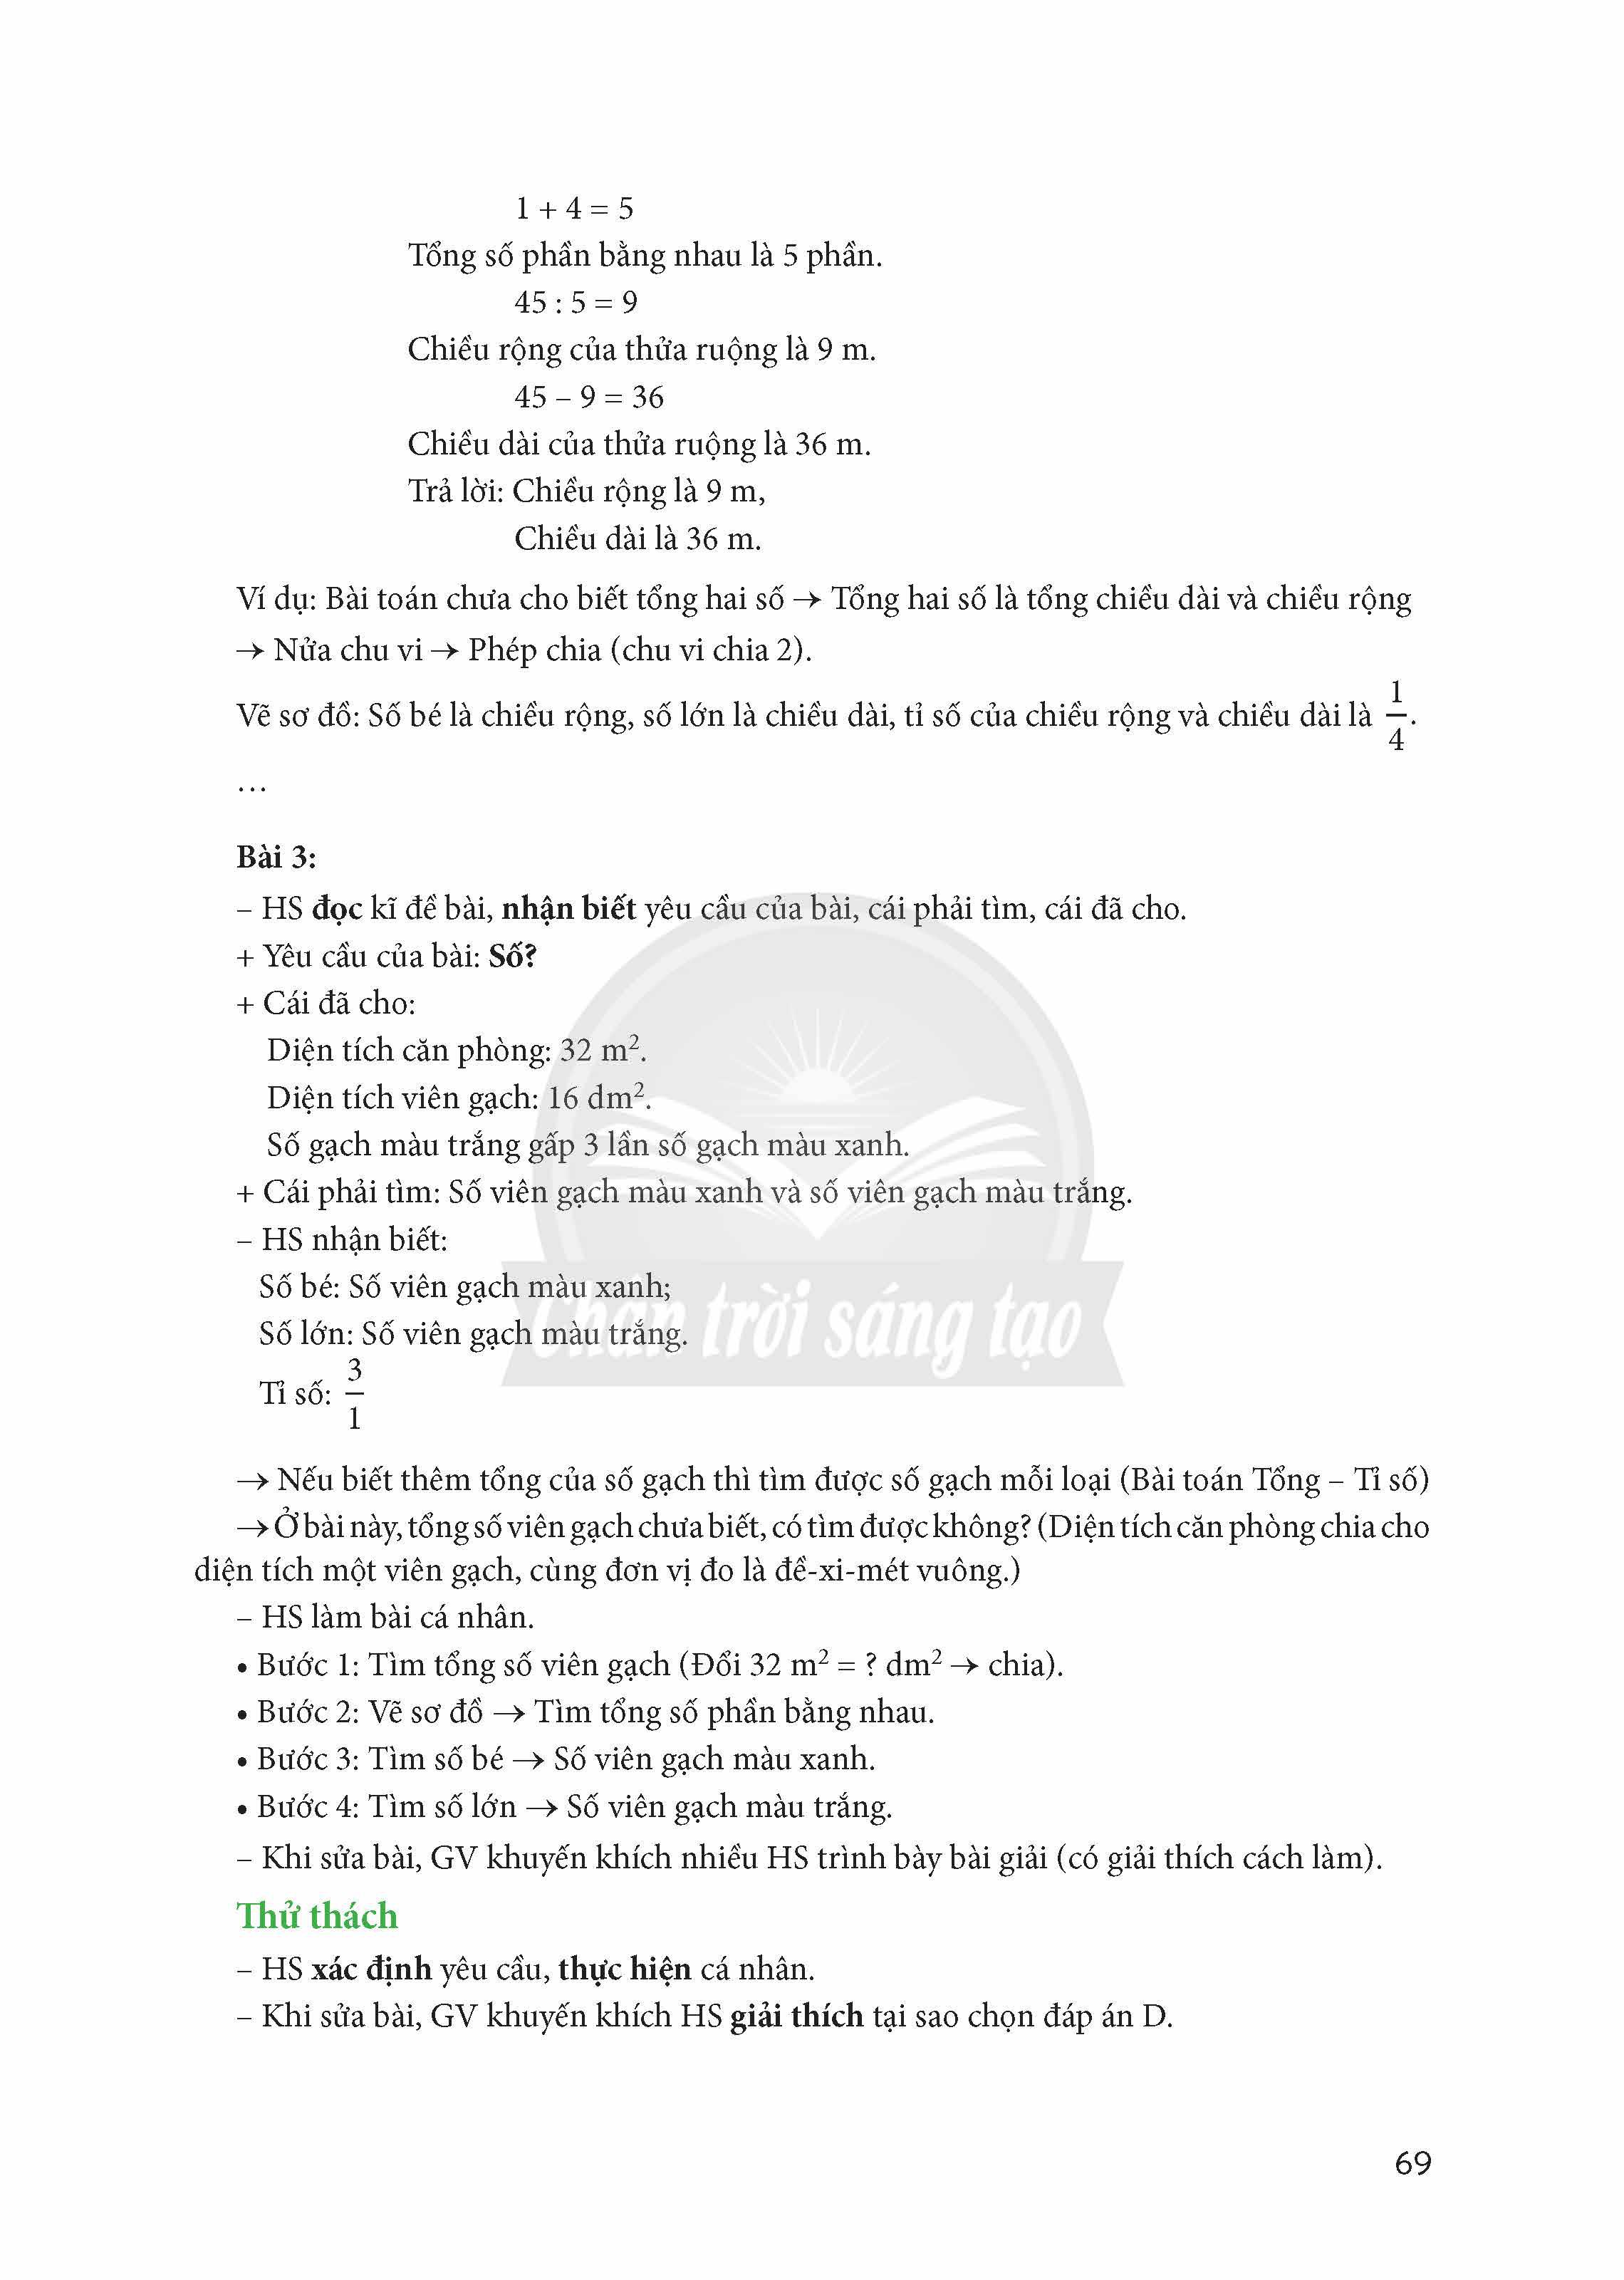 1 + 4 = 5
Tổng số phần bằng nhau là 5 phần.
45 : 5 = 9
Chiều rộng của thửa ruộng là 9 m.
45 – 9 = 36
Chiều dài của thửa ruộng là 36 m.
Trả lời: Chiều rộng là 9 m,
Chiều dài là 36 m.
Ví dụ: Bài toán chưa cho biết tổng hai số → Tổng hai số là tổng chiều dài và chiều rộng
→ Nửa chu vi → Phép chia (chu vi chia 2).
Vẽ sơ đồ: Số bé là chiều rộng, số lớn là chiều dài, tỉ số của chiều rộng và chiều dài là 1/4.
…
Bài 3:
– HS đọc kĩ đề bài, nhận biết yêu cầu của bài, cái phải tìm, cái đã cho.
+ Yêu cầu của bài: Số?
+ Cái đã cho:
Diện tích căn phòng: 32 m².
Diện tích viên gạch: 16 dm².
Số gạch màu trắng gấp 3 lần số gạch màu xanh.
+ Cái phải tìm: Số viên gạch màu xanh và số viên gạch màu trắng.
– HS nhận biết:
Số bé: Số viên gạch màu xanh;
Chân trời sáng tạo
Số lớn: Số viên gạch màu trắng.
Tỉ số: 3/1
→ Nếu biết thêm tổng của số gạch thì tìm được số gạch mỗi loại (Bài toán Tổng – Tỉ số)
→ Ở bài này, tổng số viên gạch chưa biết, có tìm được không? (Diện tích căn phòng chia cho
diện tích một viên gạch, cùng đơn vị đo là đề-xi-mét vuông.)
– HS làm bài cá nhân.
• Bước 1: Tìm tổng số viên gạch (Đổi 32 m² = ? dm² → chia).
• Bước 2: Vẽ sơ đồ → Tìm tổng số phần bằng nhau.
• Bước 3: Tìm số bé → Số viên gạch màu xanh.
• Bước 4: Tìm số lớn → Số viên gạch màu trắng.
– Khi sửa bài, GV khuyến khích nhiều HS trình bày bài giải (có giải thích cách làm).
Thử thách
– HS xác định yêu cầu, thực hiện cá nhân.
– Khi sửa bài, GV khuyến khích HS giải thích tại sao chọn đáp án D.
69